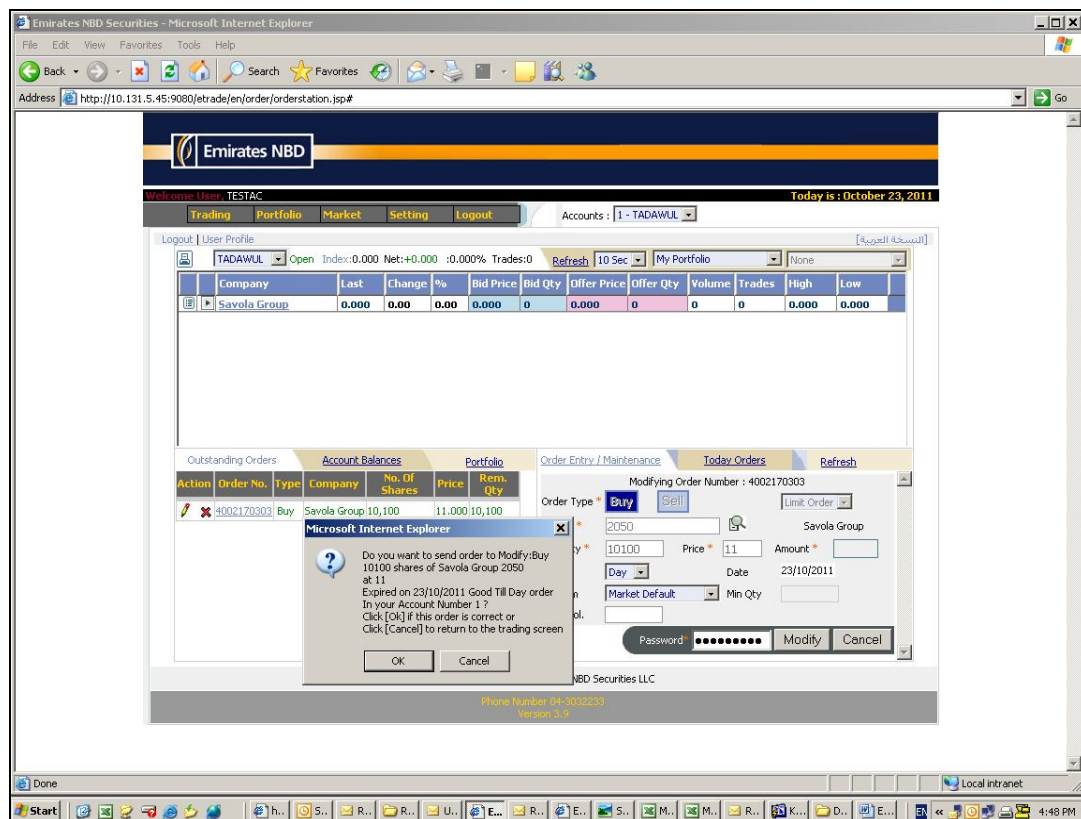 Emirates NBD Securities - Microsoft Internet Explorer
File Edit View Favorites Tools Help
Back Search Favorites
Address http://10.131.5.45:9080/etrade/en/order/orderstation.jsp# Go
Emirates NBD
Welcome User, TESTAC Today is : October 23, 2011
Trading Portfolio Market Setting Logout Accounts : 1 - TADAWUL
Logout | User Profile [النسخة العربية]
TADAWUL Open Index:0.000 Net:+0.000 :0.000% Trades:0 Refresh 10 Sec My Portfolio None
Company Last Change % Bid Price Bid Qty Offer Price Offer Qty Volume Trades High Low
Savola Group 0.000 0.00 0.00 0.000 0 0.000 0 0 0 0.000 0.000
Outstanding Orders Account Balances Portfolio Order Entry / Maintenance Today Orders Refresh
Action Order No. Type Company No. Of Shares Price Rem. Qty
4002170303 Buy Savola Group 10,100 11.000 10,100
Modifying Order Number : 4002170303
Order Type * Buy Sell Limit Order
* 2050 Savola Group
ty * 10100 Price * 11 Amount *
Day Date 23/10/2011
Market Default Min Qty
ol.
Password* ●●●●●●●●● Modify Cancel
Microsoft Internet Explorer
Do you want to send order to Modify:Buy
10100 shares of Savola Group 2050
at 11
Expired on 23/10/2011 Good Till Day order
In your Account Number 1 ?
Click [Ok] if this order is correct or
Click [Cancel] to return to the trading screen
OK Cancel
NBD Securities LLC
Phone Number 04-3032233
Version 3.9
Done Local intranet
Start h.. S.. R.. R.. U.. E... R.. E.. S.. M.. M.. R.. K... D.. E... EN « 4:48 PM